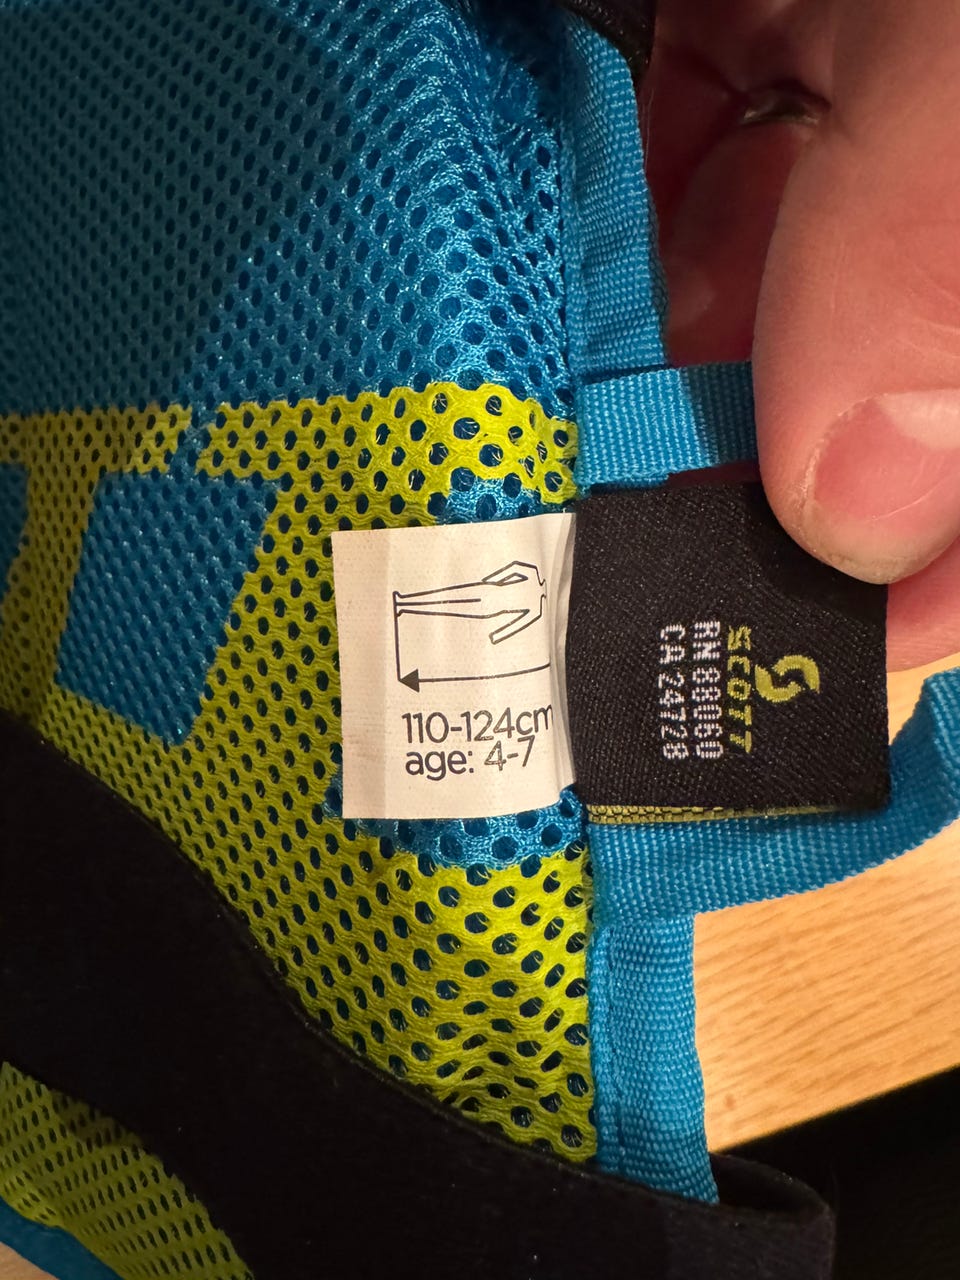 110-124cm
age: 4-7
SCOTT
RN 88060
CA 24728